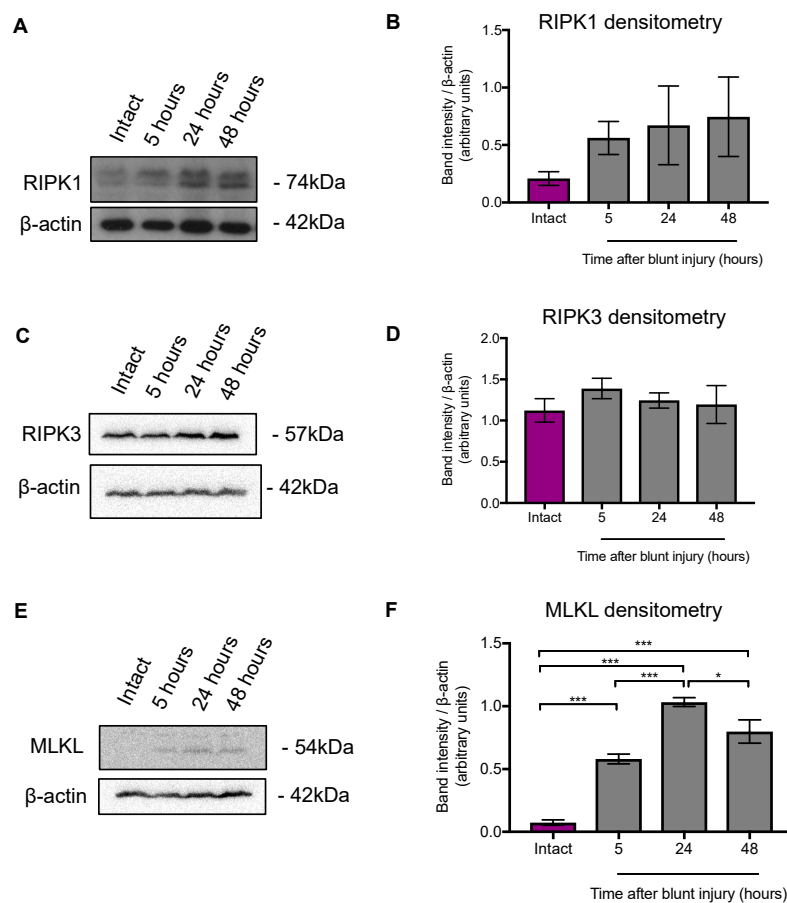 A
Intact
5 hours
24 hours
48 hours
RIPK1
- 74kDa
β-actin
- 42kDa
B
RIPK1 densitometry
Band intensity / β-actin
(arbitrary units)
1.5
1.0
0.5
0.0
Intact 5 24 48
Time after blunt injury (hours)
C
Intact
5 hours
24 hours
48 hours
RIPK3
- 57kDa
β-actin
- 42kDa
D
RIPK3 densitometry
Band intensity / β-actin
(arbitrary units)
2.0
1.5
1.0
0.5
0.0
Intact 5 24 48
Time after blunt injury (hours)
E
Intact
5 hours
24 hours
48 hours
MLKL
- 54kDa
β-actin
- 42kDa
F
MLKL densitometry
Band intensity / β-actin
(arbitrary units)
1.5
1.0
0.5
0.0
***
***
*** *
***
Intact 5 24 48
Time after blunt injury (hours)